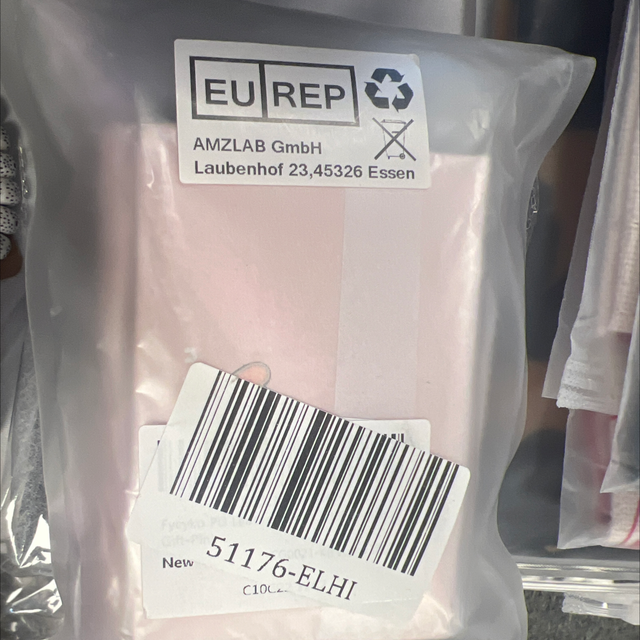 EU REP
AMZLAB GmbH
Laubenhof 23,45326 Essen
51176-ELHI
New